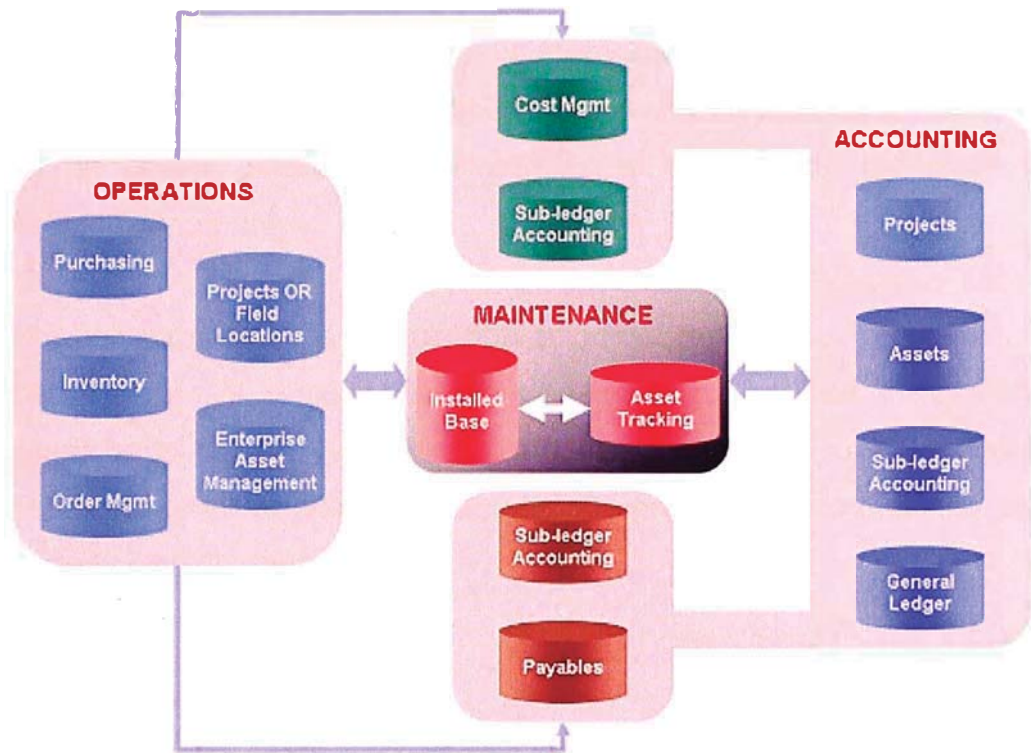 OPERATIONS
Purchasing
Inventory
Order Mgmt
Projects OR
Field
Locations
Enterprise
Asset
Management
Cost Mgmt
Sub-ledger
Accounting
MAINTENANCE
Installed
Base
Asset
Tracking
Sub-ledger
Accounting
Payables
ACCOUNTING
Projects
Assets
Sub-ledger
Accounting
General
Ledger